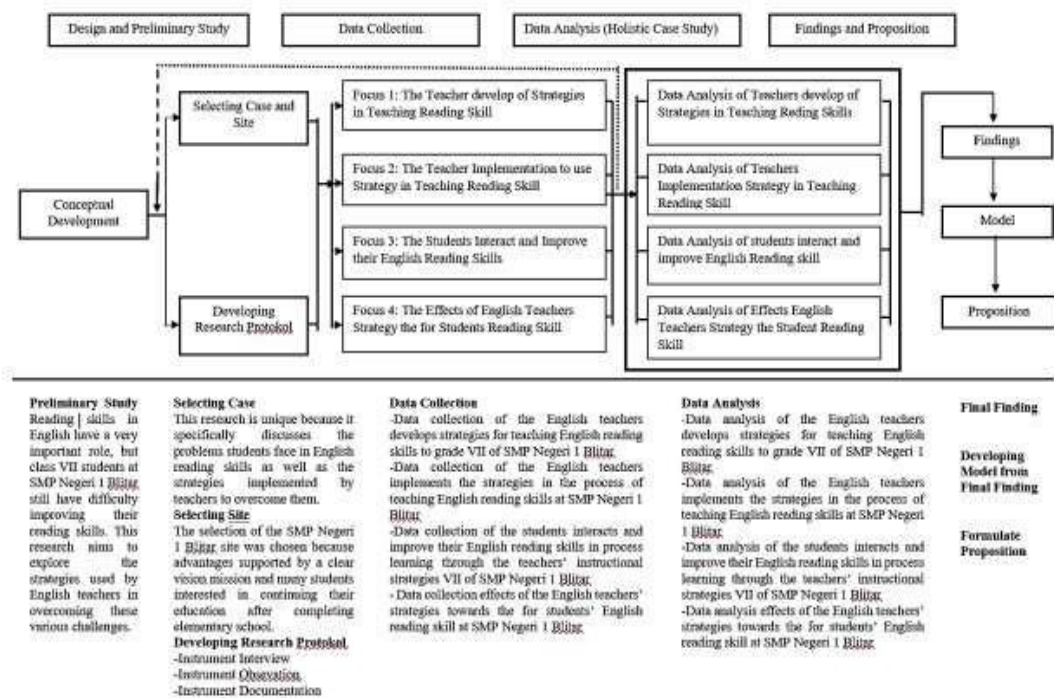 Design and Preliminary Study
Data Collection
Data Analysis (Holistic Case Study)
Findings and Proposition
Conceptual
Development
Selecting Case and
Site
Developing
Research Protokol
Focus 1: The Teacher develop of Strategies
in Teaching Reading Skill
Focus 2: The Teacher Implementation to use
Strategy in Teaching Reading Skill
Focus 3: The Students Interact and Improve
their English Reading Skills
Focus 4: The Effects of English Teachers
Strategy the for Students Reading Skill
Data Analysis of Teachers develop of
Strategies in Teaching Reding Skills
Data Analysis of Teachers
Implementation Strategy in Teaching
Reading Skill
Data Analysis of students interact and
improve English Reading skill
Data Analysis of Effects English
Teachers Strategy the Student Reading
Skill
Findings
Model
Proposition
Preliminary Study
Reading skills in
English have a very
important role, but
class VII students at
SMP Negeri 1 Blitar
still have difficulty
improving their
reading skills. This
research aims to
explore the
strategies used by
English teachers in
overcoming these
various challenges.
Selecting Case
This research is unique because it
specifically discusses the
problems students face in English
reading skills as well as the
strategies implemented by
teachers to overcome them.
Selecting Site
The selection of the SMP Negeri
1 Blitar site was chosen because
advantages supported by a clear
vision mission and many students
interested in continuing their
education after completing
elementary school.
Developing Research Protokol
-Instrument Interview
-Instrument Obsevation
-Instrument Documentation
Data Collection
-Data collection of the English teachers
develops strategies for teaching English reading
skills to grade VII of SMP Negeri 1 Blitar
-Data collection of the English teachers
implements the strategies in the process of
teaching English reading skills at SMP Negeri 1
Blitar
-Data collection of the students interacts and
improve their English reading skills in process
learning through the teachers' instructional
strategies VII of SMP Negeri 1 Blitar
- Data collection effects of the English teachers'
strategies towards the for students' English
reading skill at SMP Negeri 1 Blitar
Data Analysis
-Data analysis of the English teachers
develops strategies for teaching English
reading skills to grade VII of SMP Negeri 1
Blitar
-Data analysis of the English teachers
implements the strategies in the process of
teaching English reading skills at SMP Negeri
1 Blitar
-Data analysis of the students interacts and
improve their English reading skills in process
learning through the teachers' instructional
strategies VII of SMP Negeri 1 Blitar
-Data analysis effects of the English teachers'
strategies towards the for students' English
reading skill at SMP Negeri 1 Blitar
Final Finding
Developing
Model from
Final Finding
Formulate
Proposition